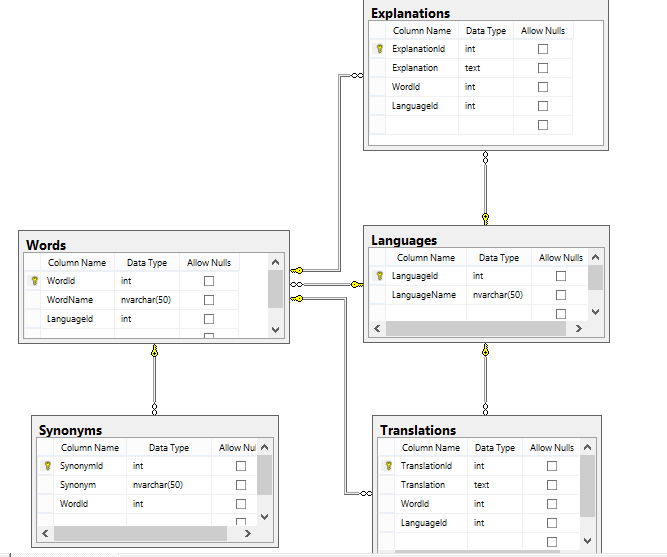 Explanations
Column Name Data Type Allow Nulls
ExplanationId int
Explanation text
WordId int
LanguageId int
Words
Column Name Data Type Allow Nulls
WordId int
WordName nvarchar(50)
LanguageId int
Languages
Column Name Data Type Allow Nulls
LanguageId int
LanguageName nvarchar(50)
Synonyms
Column Name Data Type Allow Nul
SynonymId int
Synonym nvarchar(50)
WordId int
Translations
Column Name Data Type Allow Nulls
TranslationId int
Translation text
WordId int
LanguageId int